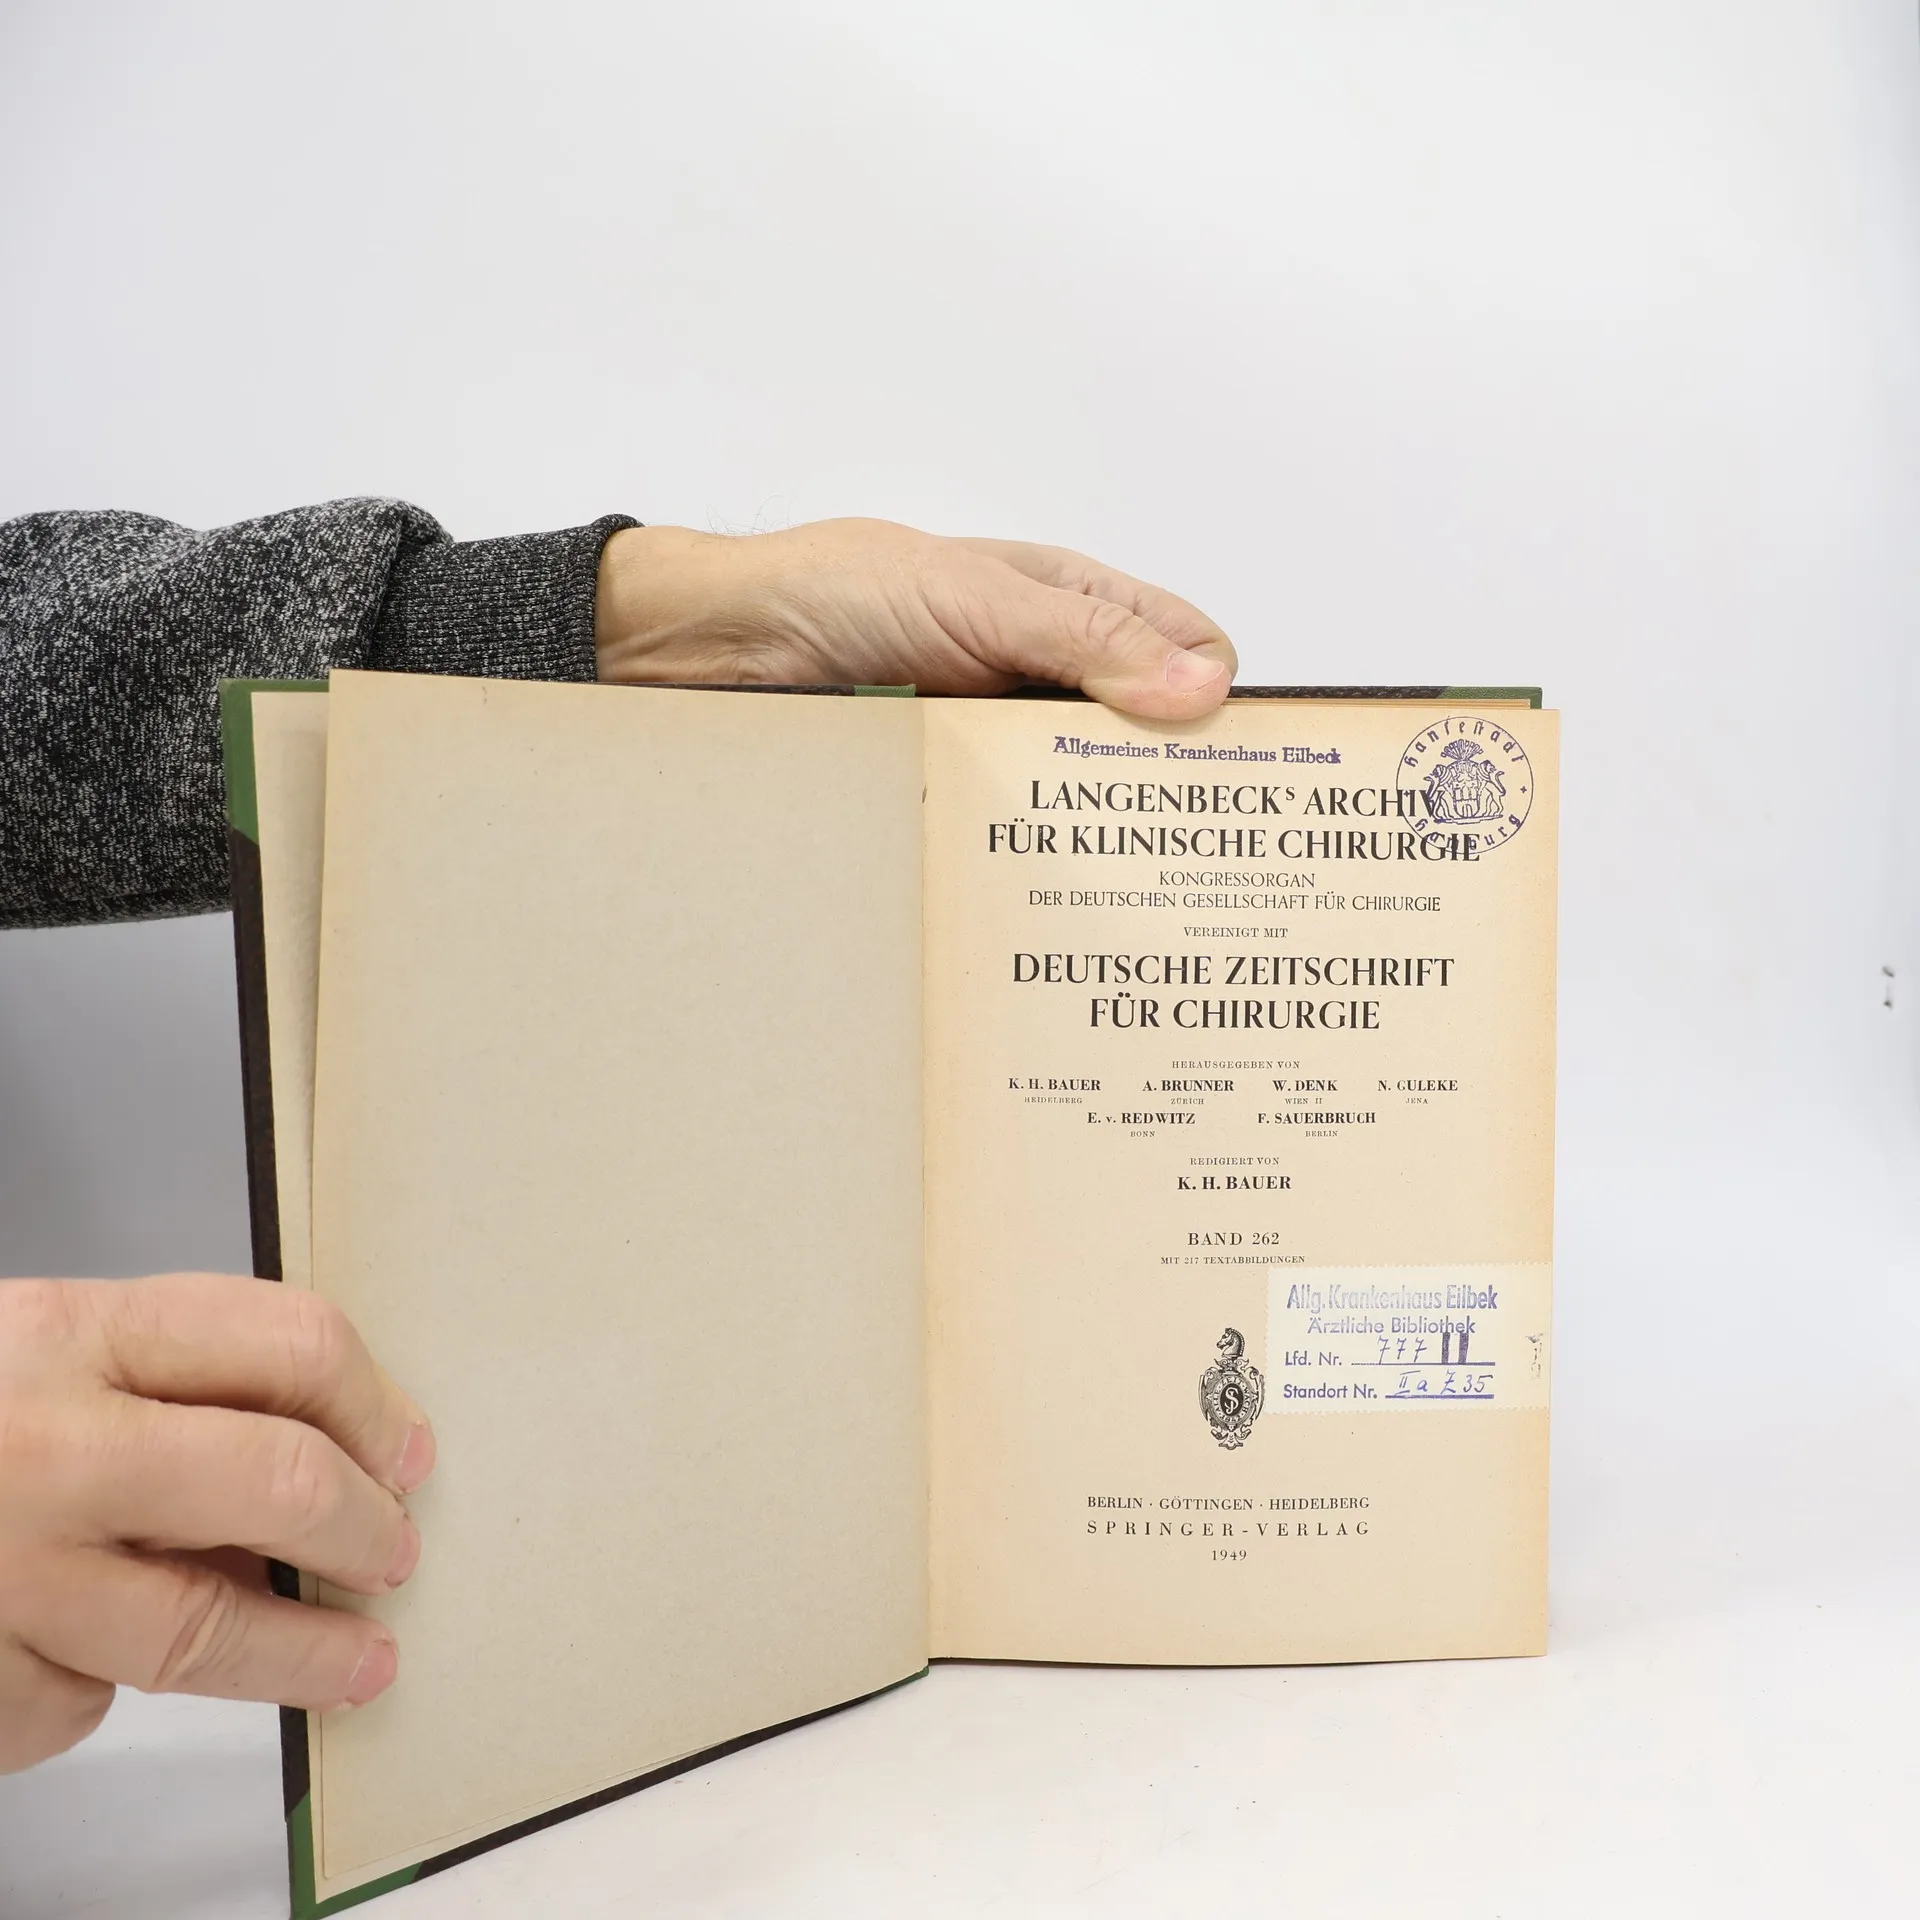 Allgemeines Krankenhaus Eilbeck
Hansestadt
Hamburg
LANGENBECKS ARCHIV
FÜR KLINISCHE CHIRURGIE
KONGRESSORGAN
DER DEUTSCHEN GESELLSCHAFT FÜR CHIRURGIE
VEREINIGT MIT
DEUTSCHE ZEITSCHRIFT
FÜR CHIRURGIE
HERAUSGEGEBEN VON
K. H. BAUER A. BRUNNER W. DENK N. GULEKE
HEIDELBERG ZÜRICH WIEN II JENA
E. v. REDWITZ F. SAUERBRUCH
BONN BERLIN
REDIGIERT VON
K. H. BAUER
BAND 262
MIT 217 TEXTABBILDUNGEN
Allg. Krankenhaus Eilbek
Ärztliche Bibliothek
Lfd. Nr. 777 II
Standort Nr. II a Z 35
BERLIN · GÖTTINGEN · HEIDELBERG
SPRINGER-VERLAG
1949